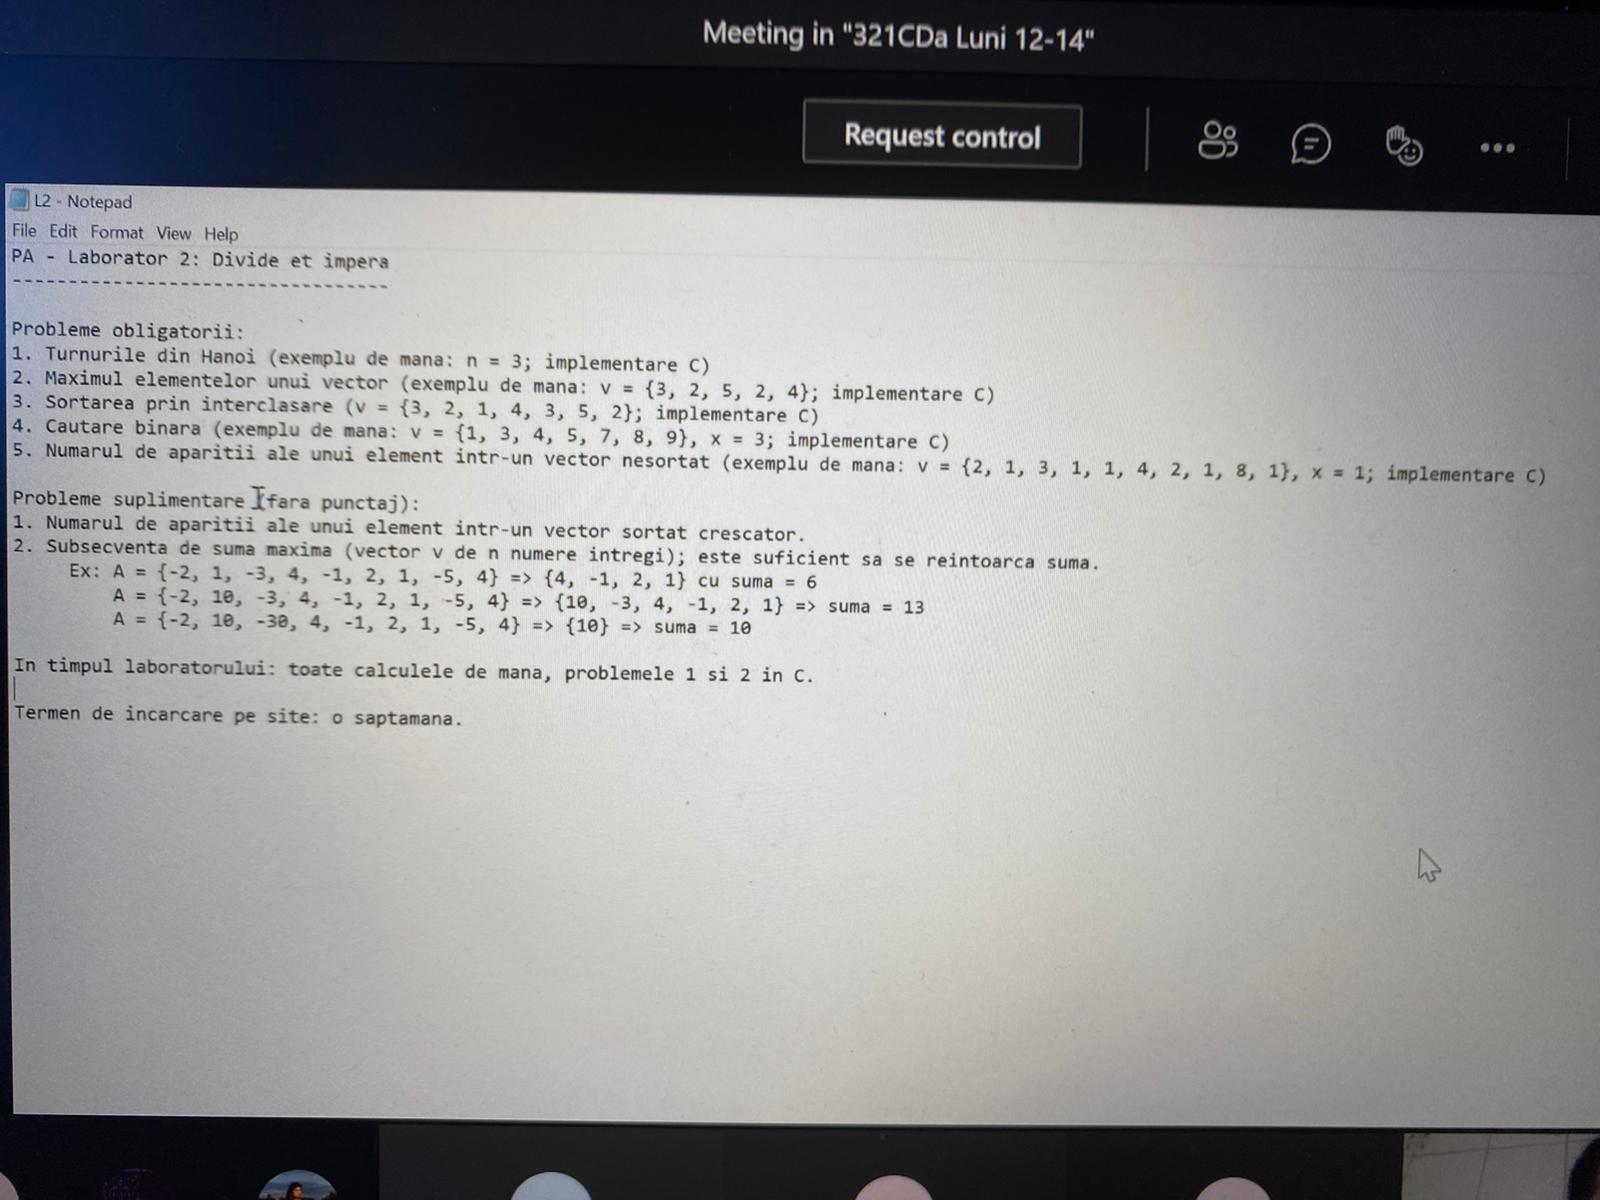 Meeting in "321CDa Luni 12-14"
Request control
L2 - Notepad
File Edit Format View Help
PA - Laborator 2: Divide et impera
----------------------------------
Probleme obligatorii:
1. Turnurile din Hanoi (exemplu de mana: n = 3; implementare C)
2. Maximul elementelor unui vector (exemplu de mana: v = {3, 2, 5, 2, 4}; implementare C)
3. Sortarea prin interclasare (v = {3, 2, 1, 4, 3, 5, 2}; implementare C)
4. Cautare binara (exemplu de mana: v = {1, 3, 4, 5, 7, 8, 9}, x = 3; implementare C)
5. Numarul de aparitii ale unui element intr-un vector nesortat (exemplu de mana: v = {2, 1, 3, 1, 1, 4, 2, 1, 8, 1}, x = 1; implementare C)
Probleme suplimentare (fara punctaj):
1. Numarul de aparitii ale unui element intr-un vector sortat crescator.
2. Subsecventa de suma maxima (vector v de n numere intregi); este suficient sa se reintoarca suma.
Ex: A = {-2, 1, -3, 4, -1, 2, 1, -5, 4} => {4, -1, 2, 1} cu suma = 6
A = {-2, 10, -3, 4, -1, 2, 1, -5, 4} => {10, -3, 4, -1, 2, 1} => suma = 13
A = {-2, 10, -30, 4, -1, 2, 1, -5, 4} => {10} => suma = 10
In timpul laboratorului: toate calculele de mana, problemele 1 si 2 in C.
Termen de incarcare pe site: o saptamana.